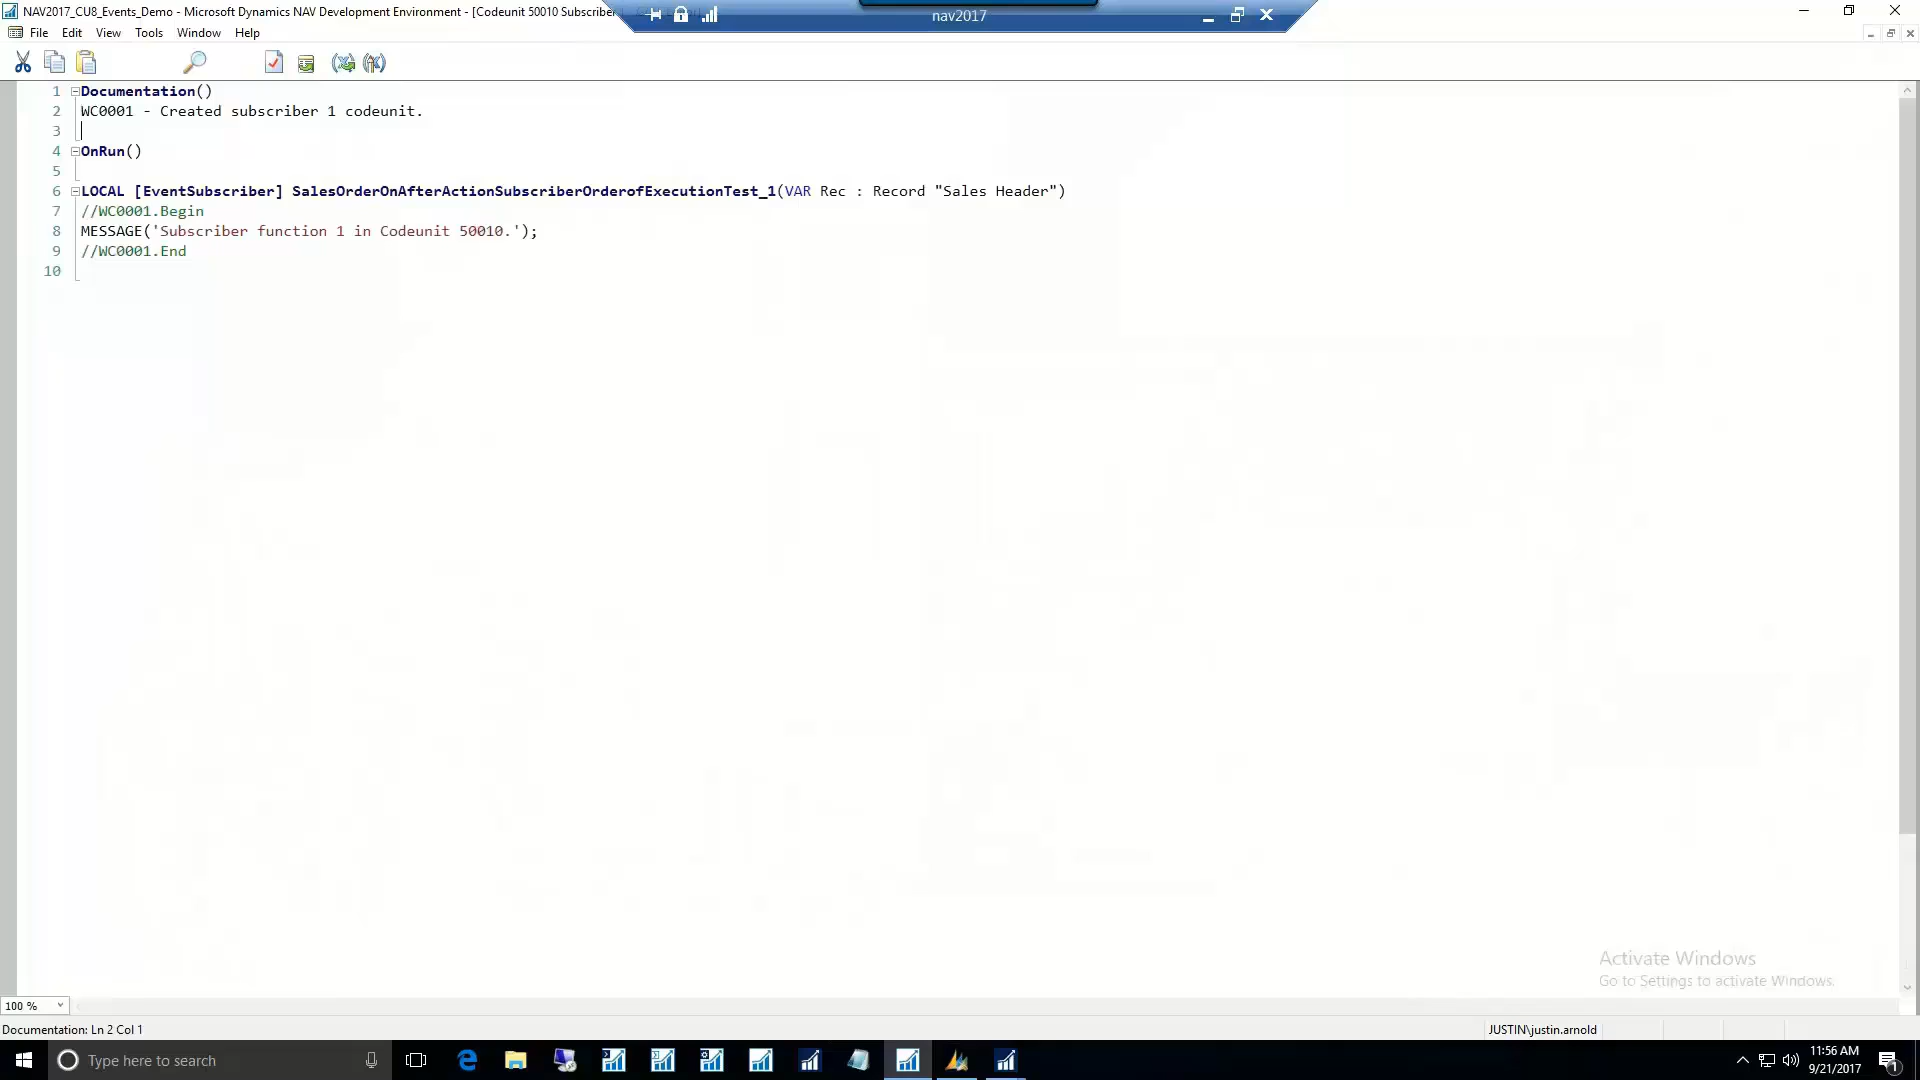 NAV2017_CU8_Events_Demo - Microsoft Dynamics NAV Development Environment - [Codeunit 50010 Subscriber
nav2017
File Edit View Tools Window Help
1 Documentation()
2 WC0001 - Created subscriber 1 codeunit.
3
4 OnRun()
5
6 LOCAL [EventSubscriber] SalesOrderOnAfterActionSubscriberOrderofExecutionTest_1(VAR Rec : Record "Sales Header")
7 //WC0001.Begin
8 MESSAGE('Subscriber function 1 in Codeunit 50010.');
9 //WC0001.End
10
Activate Windows
Go to Settings to activate Windows.
100 %
Documentation: Ln 2 Col 1
JUSTIN\justin.arnold
Type here to search
11:56 AM
9/21/2017
1